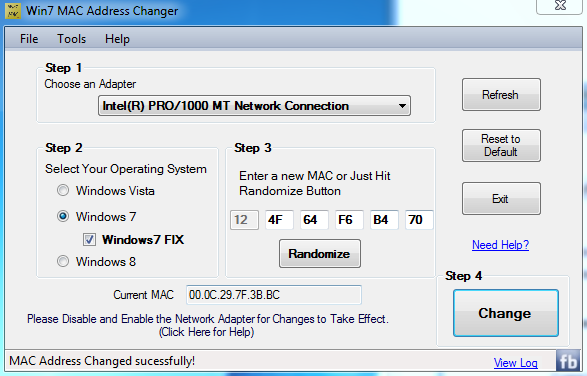 Win7 MAC Address Changer
File Tools Help
Step 1
Choose an Adapter
Intel(R) PRO/1000 MT Network Connection
Refresh
Reset to
Default
Exit
Need Help?
Step 2
Select Your Operating System
Windows Vista
Windows 7
Windows7 FIX
Windows 8
Step 3
Enter a new MAC or Just Hit
Randomize Button
12 4F 64 F6 B4 70
Randomize
Step 4
Change
Current MAC 00.0C.29.7F.3B.BC
Please Disable and Enable the Network Adapter for Changes to Take Effect.
(Click Here for Help)
MAC Address Changed sucessfully!
View Log
fb